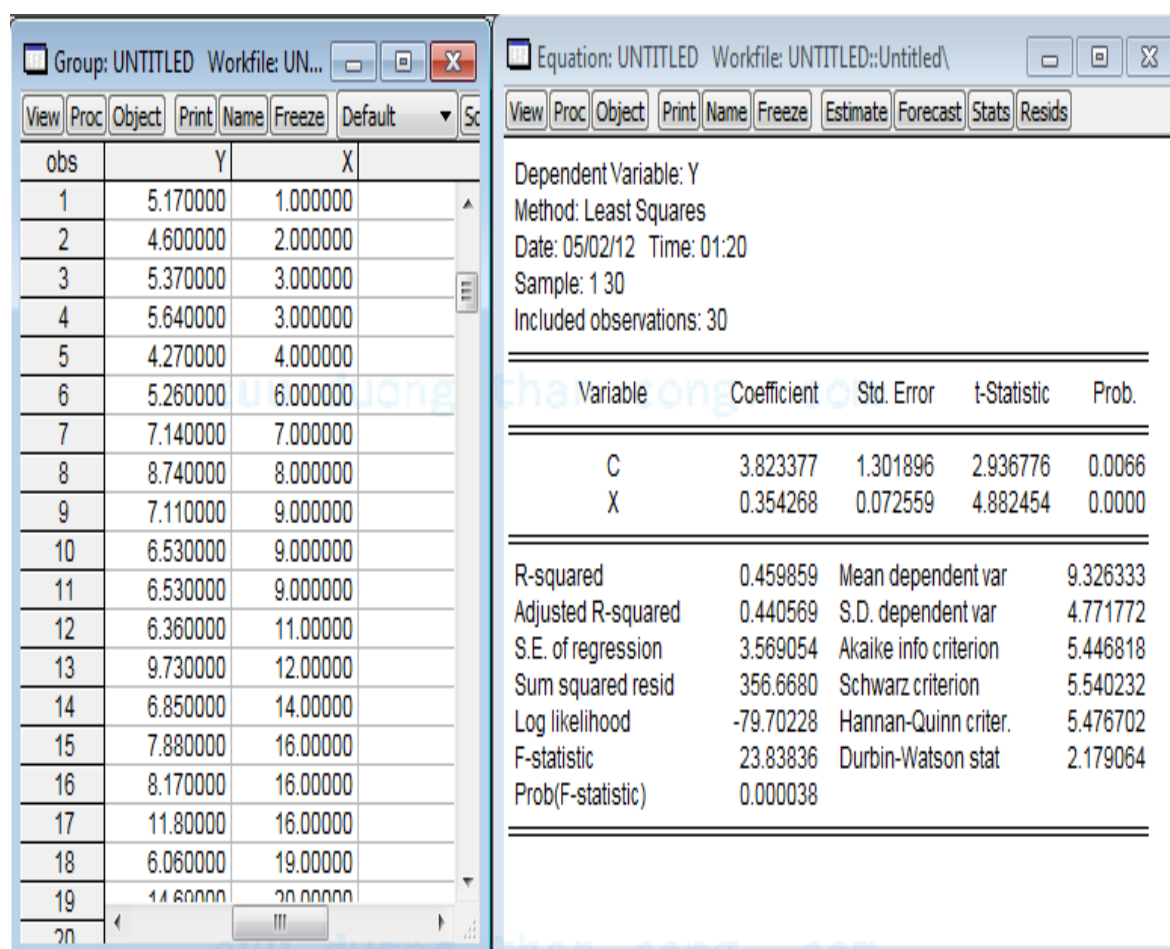 Group: UNTITLED Workfile: UN...
View Proc Object Print Name Freeze Default
obs Y X
1 5.170000 1.000000
2 4.600000 2.000000
3 5.370000 3.000000
4 5.640000 3.000000
5 4.270000 4.000000
6 5.260000 6.000000
7 7.140000 7.000000
8 8.740000 8.000000
9 7.110000 9.000000
10 6.530000 9.000000
11 6.530000 9.000000
12 6.360000 11.00000
13 9.730000 12.00000
14 6.850000 14.00000
15 7.880000 16.00000
16 8.170000 16.00000
17 11.80000 16.00000
18 6.060000 19.00000
19 14.69000 20.00000
20
Equation: UNTITLED Workfile: UNTITLED::Untitled\
View Proc Object Print Name Freeze Estimate Forecast Stats Resids
Dependent Variable: Y
Method: Least Squares
Date: 05/02/12 Time: 01:20
Sample: 1 30
Included observations: 30
Variable Coefficient Std. Error t-Statistic Prob.
C 3.823377 1.301896 2.936776 0.0066
X 0.354268 0.072559 4.882454 0.0000
R-squared 0.459859 Mean dependent var 9.326333
Adjusted R-squared 0.440569 S.D. dependent var 4.771772
S.E. of regression 3.569054 Akaike info criterion 5.446818
Sum squared resid 356.6680 Schwarz criterion 5.540232
Log likelihood -79.70228 Hannan-Quinn criter. 5.476702
F-statistic 23.83836 Durbin-Watson stat 2.179064
Prob(F-statistic) 0.000038